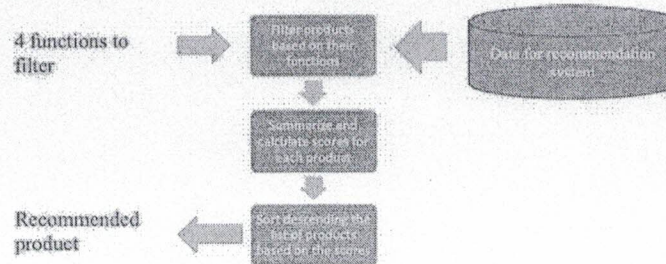 4 functions to
filter
Filter products
based on their
functions
Data for recommendation
system
Summarize and
calculate scores for
each product
Recommended
product
Sort descending the
list of products
based on the scores